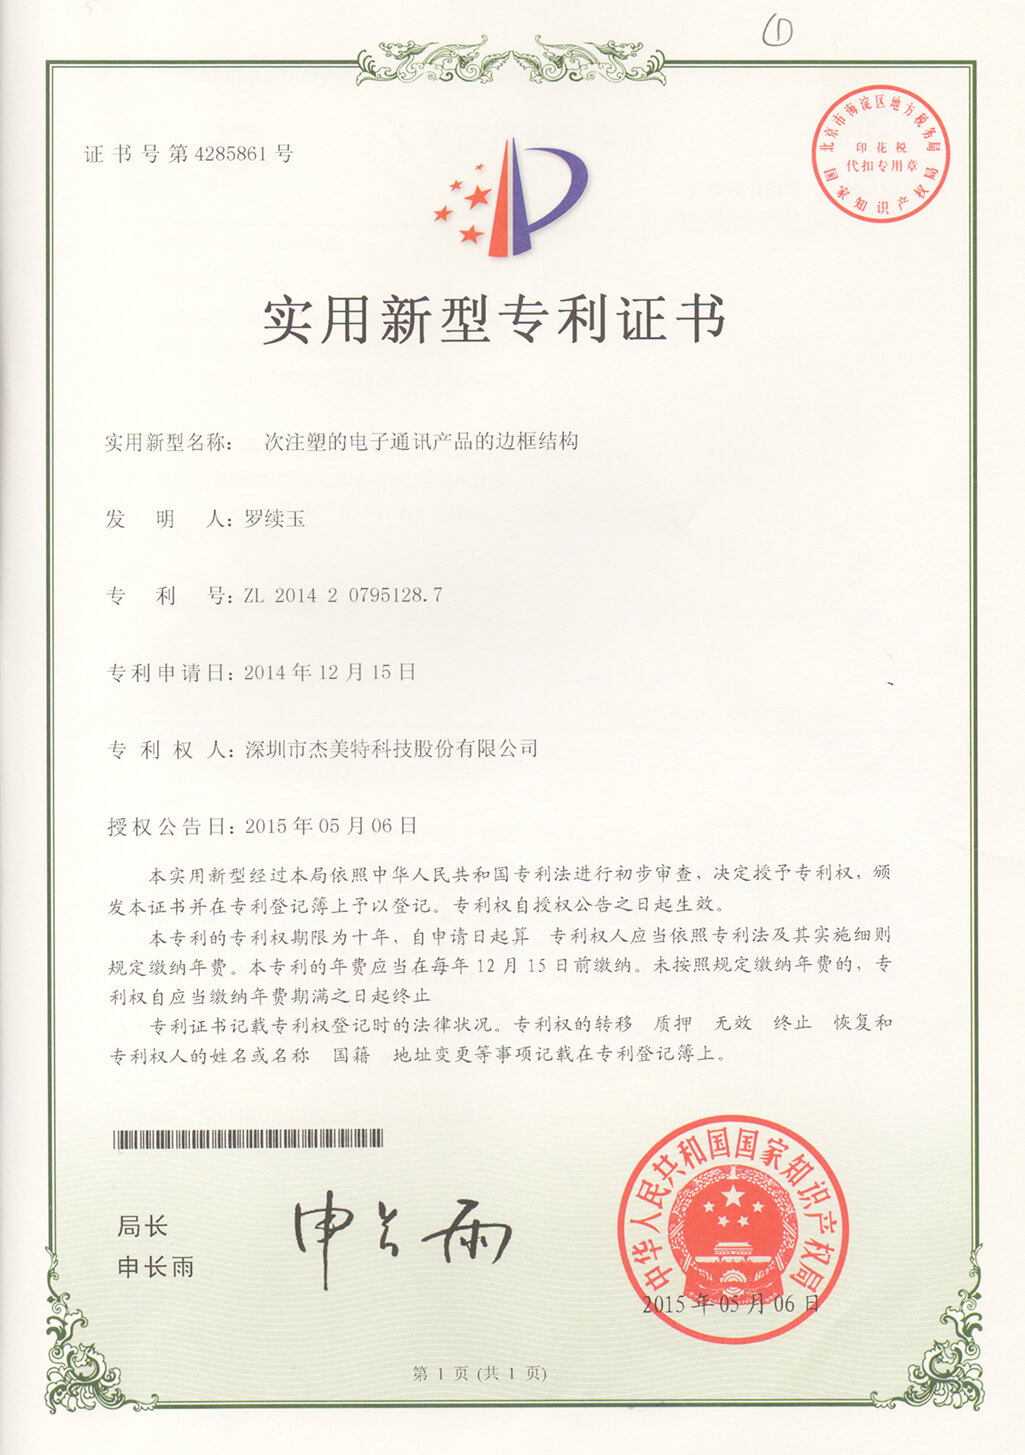 ①
北京市海淀区地方税务局
印花税
代扣专用章
国家知识产权局
证书号第4285861号
实用新型专利证书
实用新型名称: 次注塑的电子通讯产品的边框结构
发明人:罗续玉
专利号:ZL 2014 2 0795128.7
专利申请日:2014年12月15日
专利权人:深圳市杰美特科技股份有限公司
授权公告日:2015年05月06日
本实用新型经过本局依照中华人民共和国专利法进行初步审查,决定授予专利权,颁
发本证书并在专利登记簿上予以登记。专利权自授权公告之日起生效。
本专利的专利权期限为十年,自申请日起算 专利权人应当依照专利法及其实施细则
规定缴纳年费。本专利的年费应当在每年12月15日前缴纳。未按照规定缴纳年费的,专
利权自应当缴纳年费期满之日起终止
专利证书记载专利权登记时的法律状况。专利权的转移 质押 无效 终止 恢复和
专利权人的姓名或名称 国籍 地址变更等事项记载在专利登记簿上。
局长
申长雨
申长雨
中华人民共和国国家知识产权局
2015年05月06日
第1页(共1页)